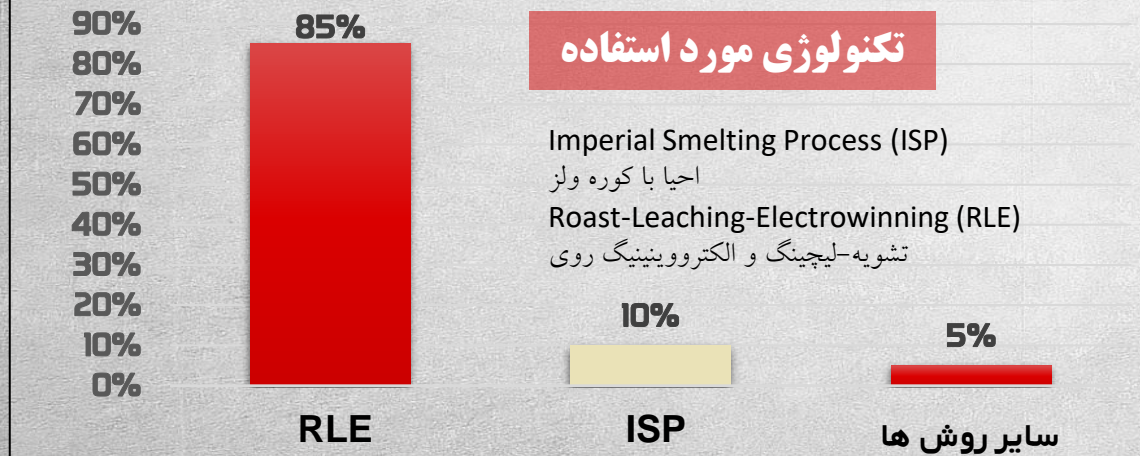 تکنولوژی مورد استفاده
Imperial Smelting Process (ISP)
احیا با کوره ولز
Roast-Leaching-Electrowinning (RLE)
تشویه-لیچینگ و الکترووینینیگ روی
90%
80%
70%
60%
50%
40%
30%
20%
10%
0%
85%
10%
5%
RLE
ISP
سایر روش ها